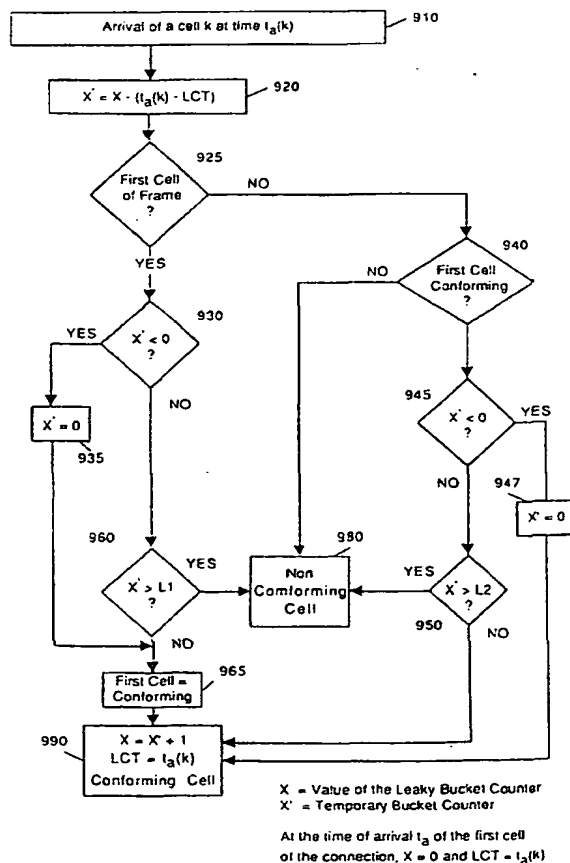 Arrival of a cell k at time ta(k)
910
X' = X - (ta(k) - LCT)
920
925
First Cell
of Frame
?
NO
YES
940
First Cell
Conforming
?
NO
930
X' < 0
?
YES
NO
X' = 0
935
945
X' < 0
?
YES
NO
947
X' = 0
960
X' > L1
?
YES
NO
980
Non
Comforming
Cell
X' > L2
?
YES
950
NO
First Cell =
Conforming
965
990
X = X' + 1
LCT = ta(k)
Conforming Cell
X = Value of the Leaky Bucket Counter
X' = Temporary Bucket Counter
At the time of arrival ta of the first cell
of the connection, X = 0 and LCT = ta(k)